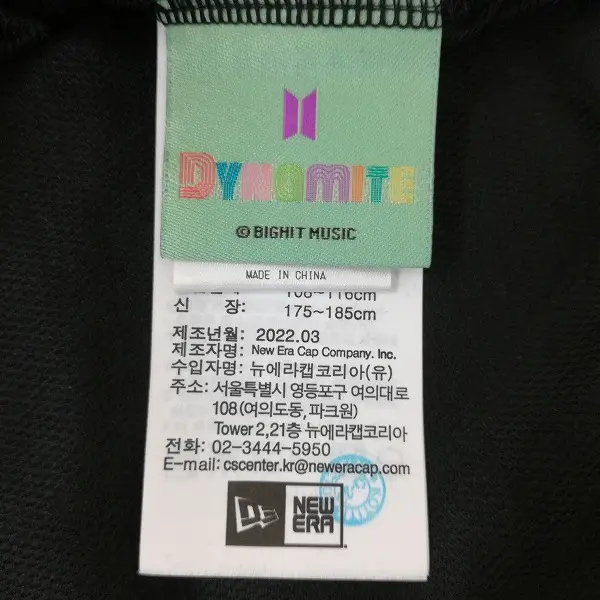 DYNAMITE
© BIGHIT MUSIC
MADE IN CHINA
108~116cm
신 장: 175~185cm
제조년월: 2022.03
제조자명: New Era Cap Company. Inc.
수입자명: 뉴에라캡코리아(유)
주소: 서울특별시 영등포구 여의대로
108(여의도동,파크원)
Tower 2,21층 뉴에라캡코리아
전화: 02-3444-5950
E-mail: cscenter.kr@neweracap.com
NEW
ERA